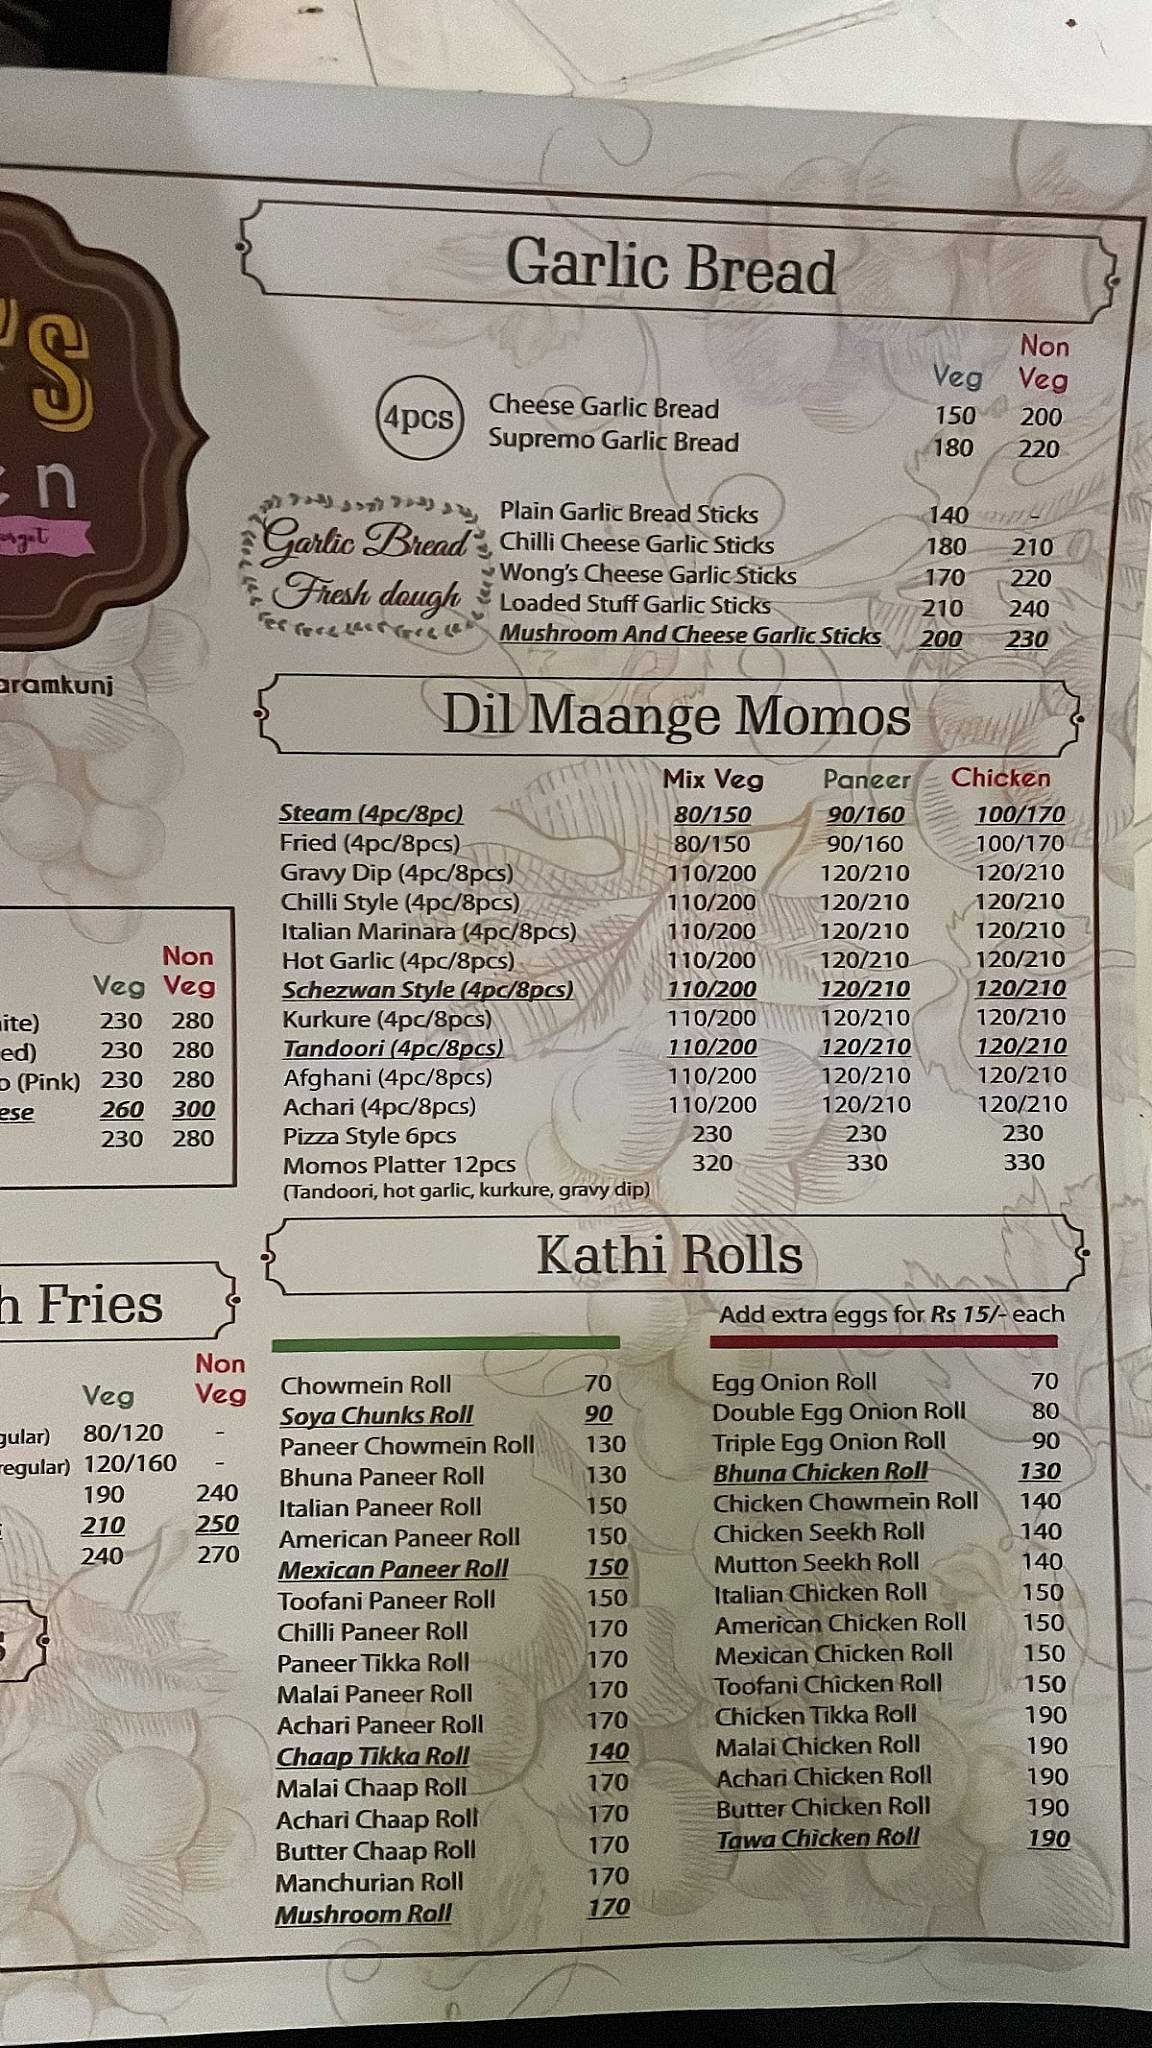 'S
n
aramkunj
Non
Veg Veg
ite) 230 280
ed) 230 280
o (Pink) 230 280
ese 260 300
230 280
h Fries
Non
Veg Veg
gular) 80/120 -
regular) 120/160 -
190 240
210 250
240 270
s
Garlic Bread
Non
Veg Veg
4pcs
Cheese Garlic Bread 150 200
Supremo Garlic Bread 180 220
Garlic Bread
Fresh dough
Plain Garlic Bread Sticks 140 -
Chilli Cheese Garlic Sticks 180 210
Wong's Cheese Garlic Sticks 170 220
Loaded Stuff Garlic Sticks 210 240
Mushroom And Cheese Garlic Sticks 200 230
Dil Maange Momos
Mix Veg Paneer Chicken
Steam (4pc/8pc) 80/150 90/160 100/170
Fried (4pc/8pcs) 80/150 90/160 100/170
Gravy Dip (4pc/8pcs) 110/200 120/210 120/210
Chilli Style (4pc/8pcs) 110/200 120/210 120/210
Italian Marinara (4pc/8pcs) 110/200 120/210 120/210
Hot Garlic (4pc/8pcs) 110/200 120/210 120/210
Schezwan Style (4pc/8pcs) 110/200 120/210 120/210
Kurkure (4pc/8pcs) 110/200 120/210 120/210
Tandoori (4pc/8pcs) 110/200 120/210 120/210
Afghani (4pc/8pcs) 110/200 120/210 120/210
Achari (4pc/8pcs) 110/200 120/210 120/210
Pizza Style 6pcs 230 230 230
Momos Platter 12pcs 320 330 330
(Tandoori, hot garlic, kurkure, gravy dip)
Kathi Rolls
Add extra eggs for Rs 15/- each
Chowmein Roll 70
Soya Chunks Roll 90
Paneer Chowmein Roll 130
Bhuna Paneer Roll 130
Italian Paneer Roll 150
American Paneer Roll 150
Mexican Paneer Roll 150
Toofani Paneer Roll 150
Chilli Paneer Roll 170
Paneer Tikka Roll 170
Malai Paneer Roll 170
Achari Paneer Roll 170
Chaap Tikka Roll 140
Malai Chaap Roll 170
Achari Chaap Roll 170
Butter Chaap Roll 170
Manchurian Roll 170
Mushroom Roll 170
Egg Onion Roll 70
Double Egg Onion Roll 80
Triple Egg Onion Roll 90
Bhuna Chicken Roll 130
Chicken Chowmein Roll 140
Chicken Seekh Roll 140
Mutton Seekh Roll 140
Italian Chicken Roll 150
American Chicken Roll 150
Mexican Chicken Roll 150
Toofani Chicken Roll 150
Chicken Tikka Roll 190
Malai Chicken Roll 190
Achari Chicken Roll 190
Butter Chicken Roll 190
Tawa Chicken Roll 190